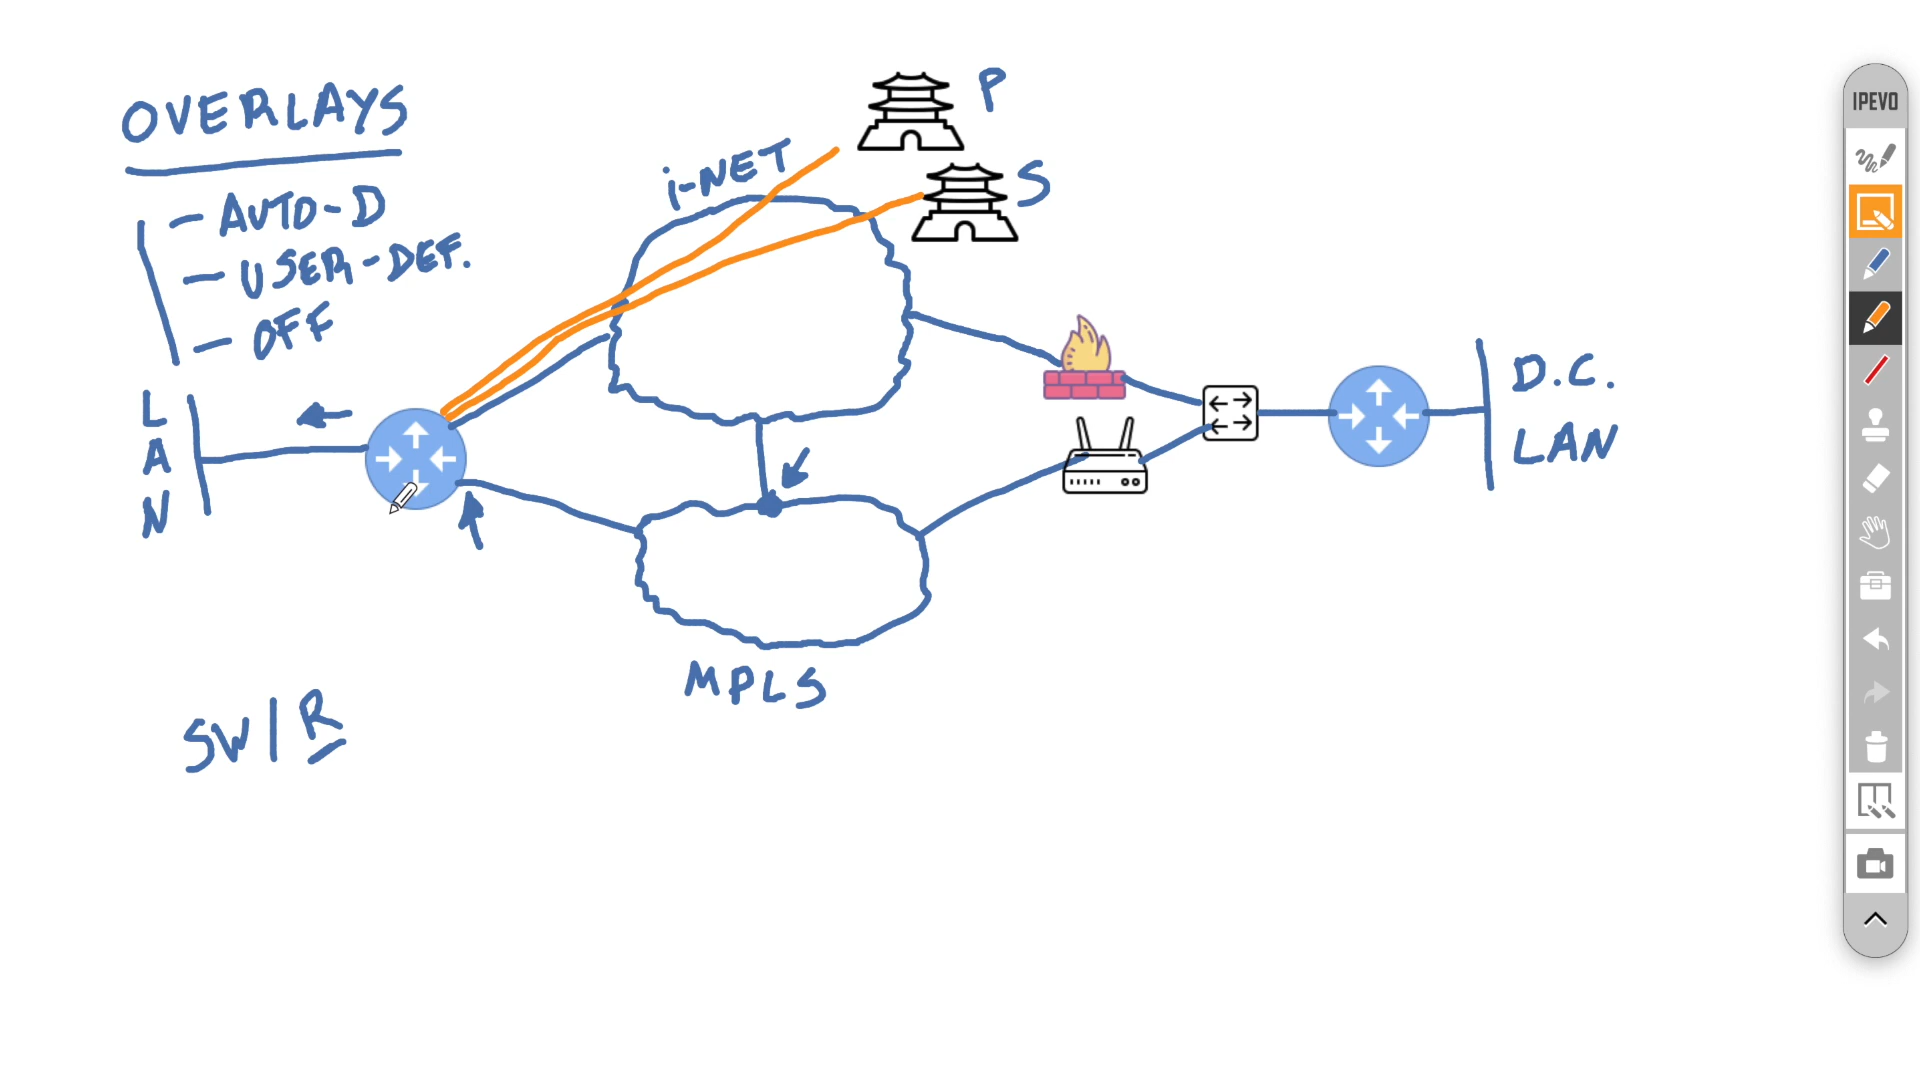 OVERLAYS
- AUTO-D
- USER-DEF.
- OFF
L
A
N
i-NET
P
S
MPLS
D.C.
LAN
SW | R
IPEVO